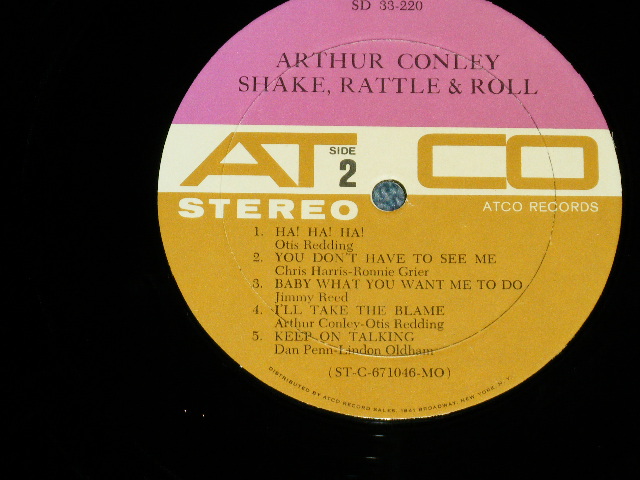 SD 33-220
ARTHUR CONLEY
SHAKE, RATTLE & ROLL
ATCO
SIDE
2
STEREO
ATCO RECORDS
1. HA! HA! HA!
Otis Redding
2. YOU DON'T HAVE TO SEE ME
Chris Harris-Ronnie Grier
3. BABY WHAT YOU WANT ME TO DO
Jimmy Reed
4. I'LL TAKE THE BLAME
Arthur Conley-Otis Redding
5. KEEP ON TALKING
Dan Penn-Lindon Oldham
(ST-C-671046-MO)
DISTRIBUTED BY ATCO RECORD SALES, 1841 BROADWAY, NEW YORK, N. Y.